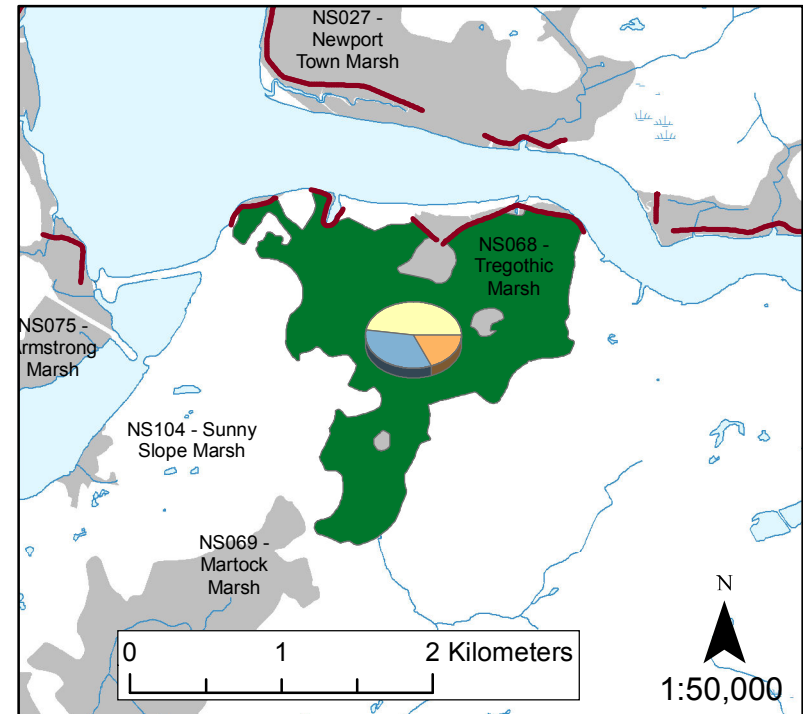 NS027 -
Newport
Town Marsh
NS068 -
Tregothic
Marsh
NS075 -
Armstrong
Marsh
NS104 - Sunny
Slope Marsh
NS069 -
Martock
Marsh
0 1 2 Kilometers
N
1:50,000